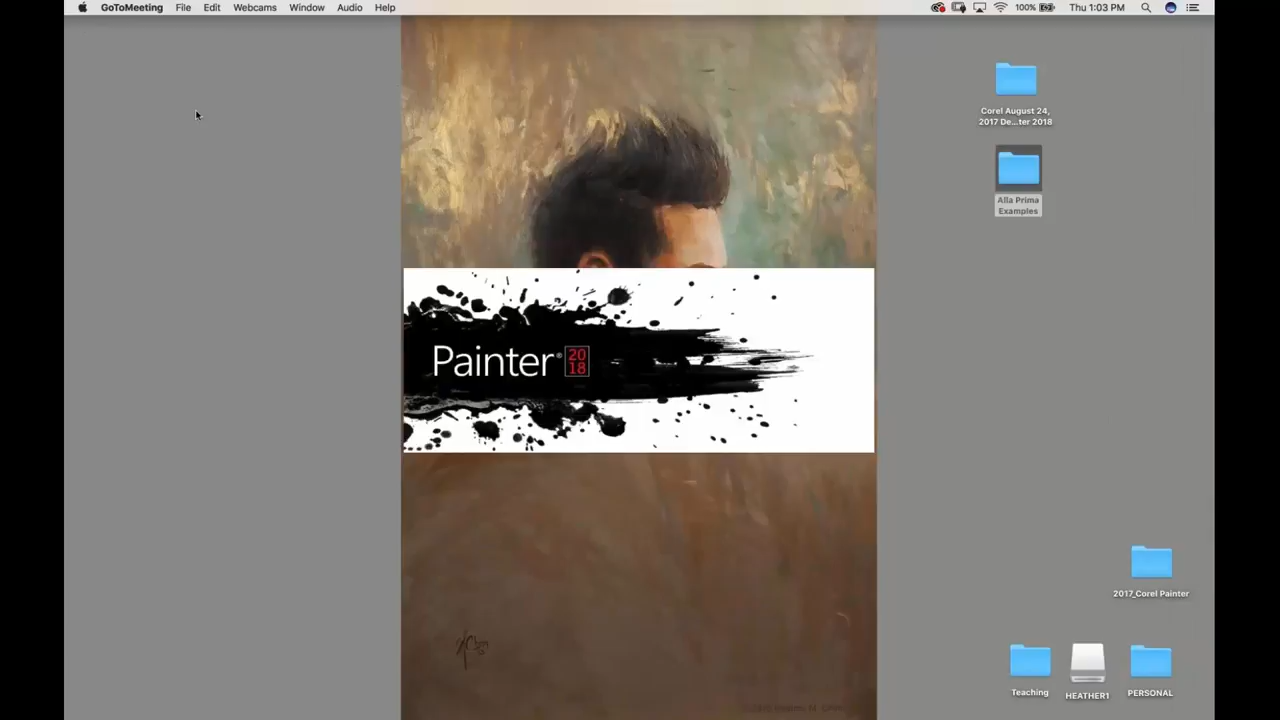 GoToMeeting File Edit Webcams Window Audio Help 100% Thu 1:03 PM
Corel August 24,
2017 De...ter 2018
Alla Prima
Examples
Painter® 20
18
2017_Corel Painter
Teaching HEATHER1 PERSONAL